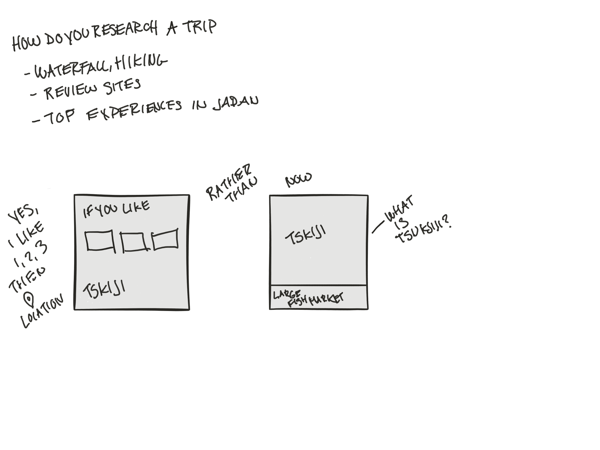 HOW DO YOU RESEARCH A TRIP
- WATERFALL, HIKING
- REVIEW SITES
- TOP EXPERIENCES IN JAPAN
YES,
I LIKE
1, 2, 3
THEN
LOCATION
IF YOU LIKE
TSKIJI
RATHER
THAN
NOW
TSKIJI
LARGE
FISH MARKET
WHAT
IS
TSUKSIJI?